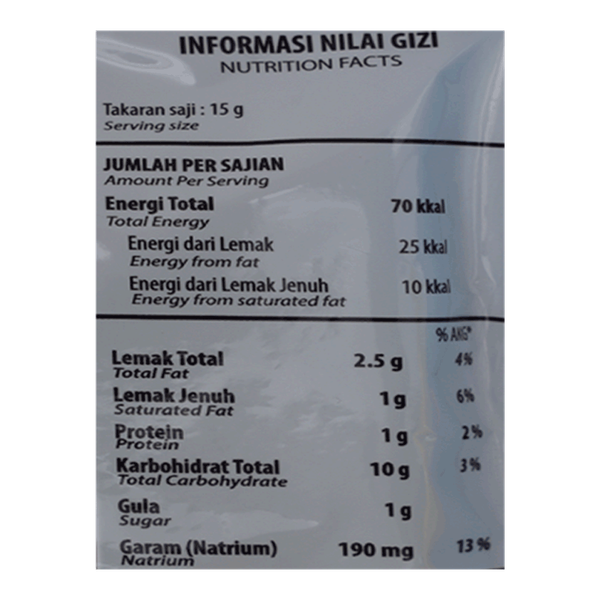 INFORMASI NILAI GIZI
NUTRITION FACTS
Takaran saji : 15 g
Serving size
JUMLAH PER SAJIAN
Amount Per Serving
Energi Total 70 kkal
Total Energy
Energi dari Lemak 25 kkal
Energy from fat
Energi dari Lemak Jenuh 10 kkal
Energy from saturated fat
% AKG*
Lemak Total 2.5 g 4%
Total Fat
Lemak Jenuh 1 g 6%
Saturated Fat
Protein 1 g 2%
Protein
Karbohidrat Total 10 g 3%
Total Carbohydrate
Gula 1 g
Sugar
Garam (Natrium) 190 mg 13 %
Natrium